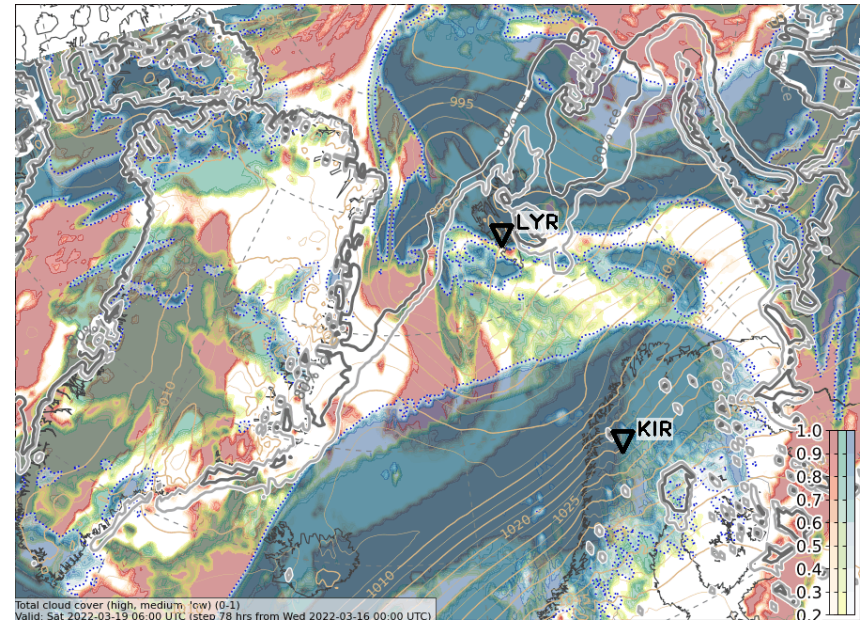 995
80% Ice
LYR
1010
KIR
1025
1020
1010
1.0
0.9
0.8
0.7
0.6
0.5
0.4
0.3
0.2
Total cloud cover (high, medium, low) (0-1)
Valid: Sat 2022-03-19 06:00 UTC (step 78 hrs from Wed 2022-03-16 00:00 UTC)